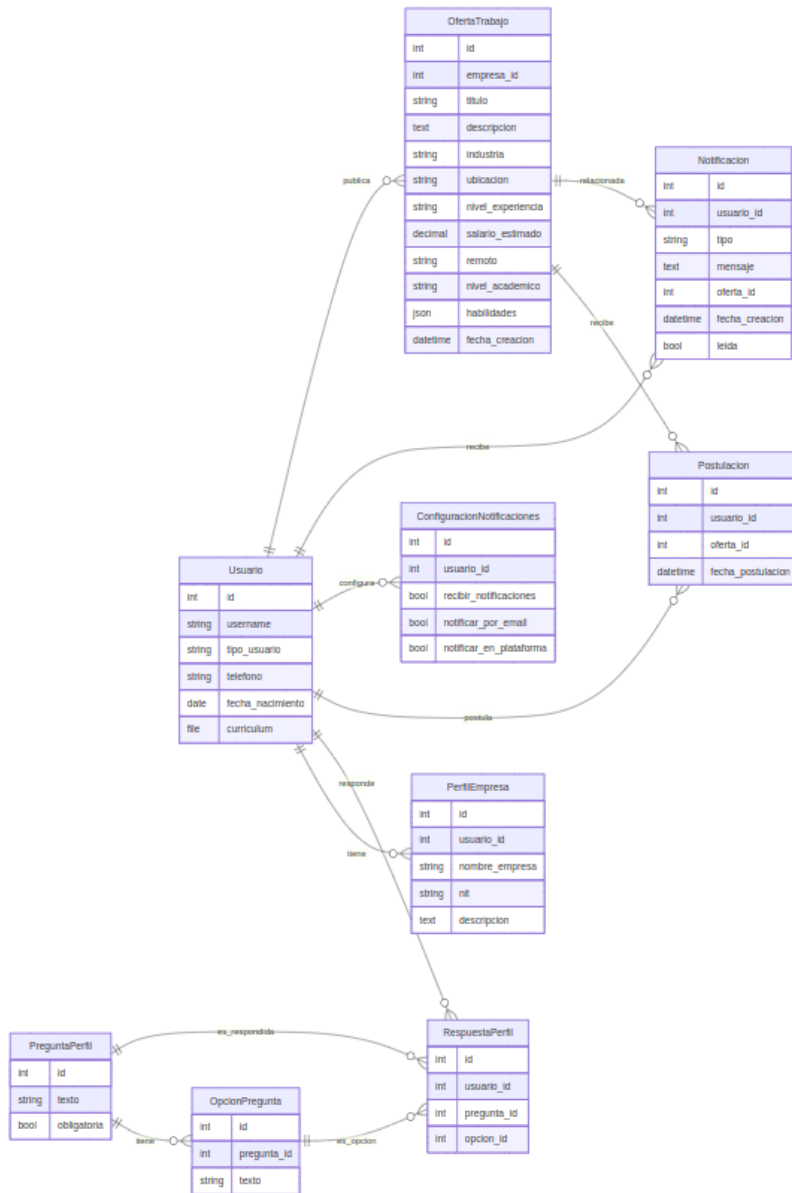 OfertaTrabajo
int id
int empresa_id
string titulo
text descripcion
string industria
publica
string ubicacion
relacionada
string nivel_experiencia
decimal salario_estimado
string remoto
string nivel_academico
json habilidades
datetime fecha_creacion
Notificacion
int id
int usuario_id
string tipo
text mensaje
int oferta_id
datetime fecha_creacion
bool leida
recibe
recibe
Postulacion
int id
int usuario_id
int oferta_id
datetime fecha_postulacion
ConfiguracionNotificaciones
int id
int usuario_id
bool recibir_notificaciones
bool notificar_por_email
bool notificar_en_plataforma
configura
Usuario
int id
string username
string tipo_usuario
string telefono
date fecha_nacimiento
file curriculum
postula
responde
tiene
PerfilEmpresa
int id
int usuario_id
string nombre_empresa
string nit
text descripcion
es_respondida
RespuestaPerfil
int id
int usuario_id
int pregunta_id
int opcion_id
PreguntaPerfil
int id
string texto
bool obligatoria
tiene
OpcionPregunta
int id
int pregunta_id
string texto
es_opcion